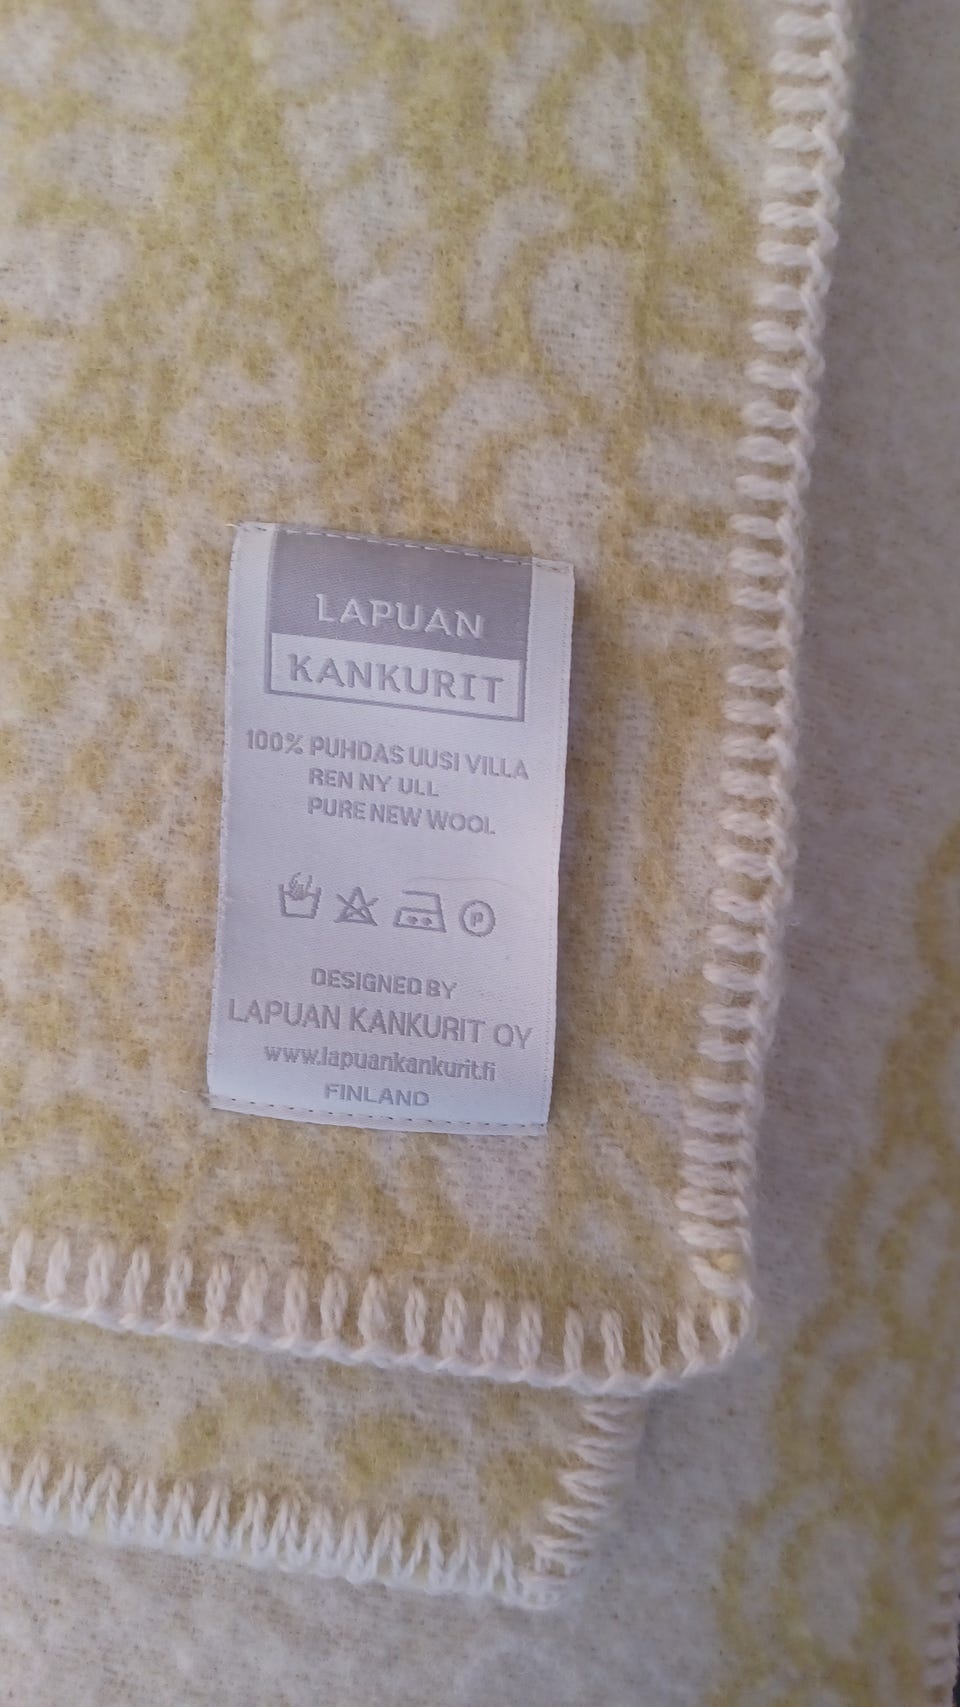 LAPUAN
KANKURIT
100% PUHDAS UUSI VILLA
REN NY ULL
PURE NEW WOOL
P
DESIGNED BY
LAPUAN KANKURIT OY
www.lapuankankurit.fi
FINLAND